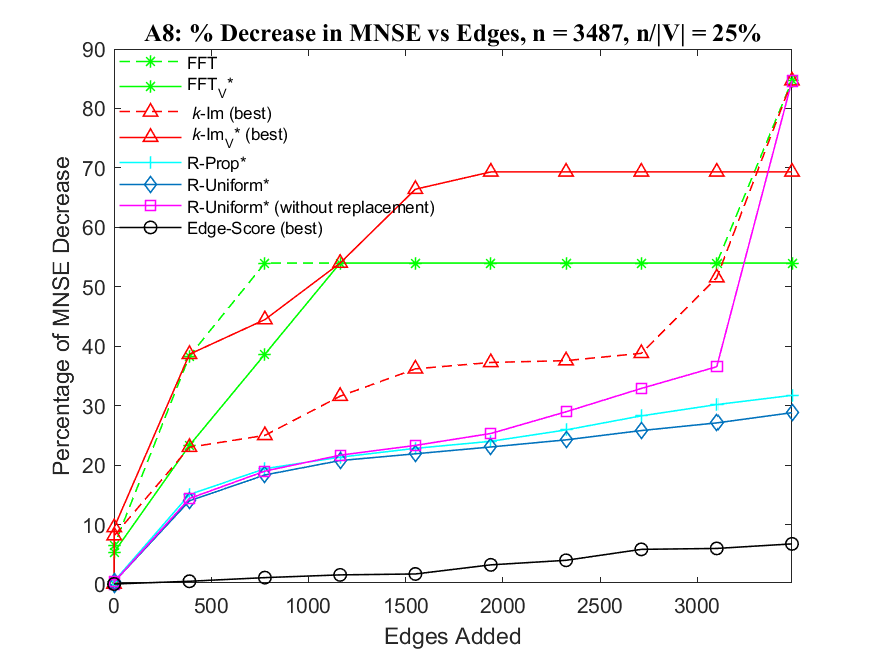 A8: % Decrease in MNSE vs Edges, n = 3487, n/|V| = 25%
90
80
70
60
50
40
30
20
10
0
Percentage of MNSE Decrease
FFT
FFT_V*
k-Im (best)
k-Im_V* (best)
R-Prop*
R-Uniform*
R-Uniform* (without replacement)
Edge-Score (best)
0 500 1000 1500 2000 2500 3000
Edges Added